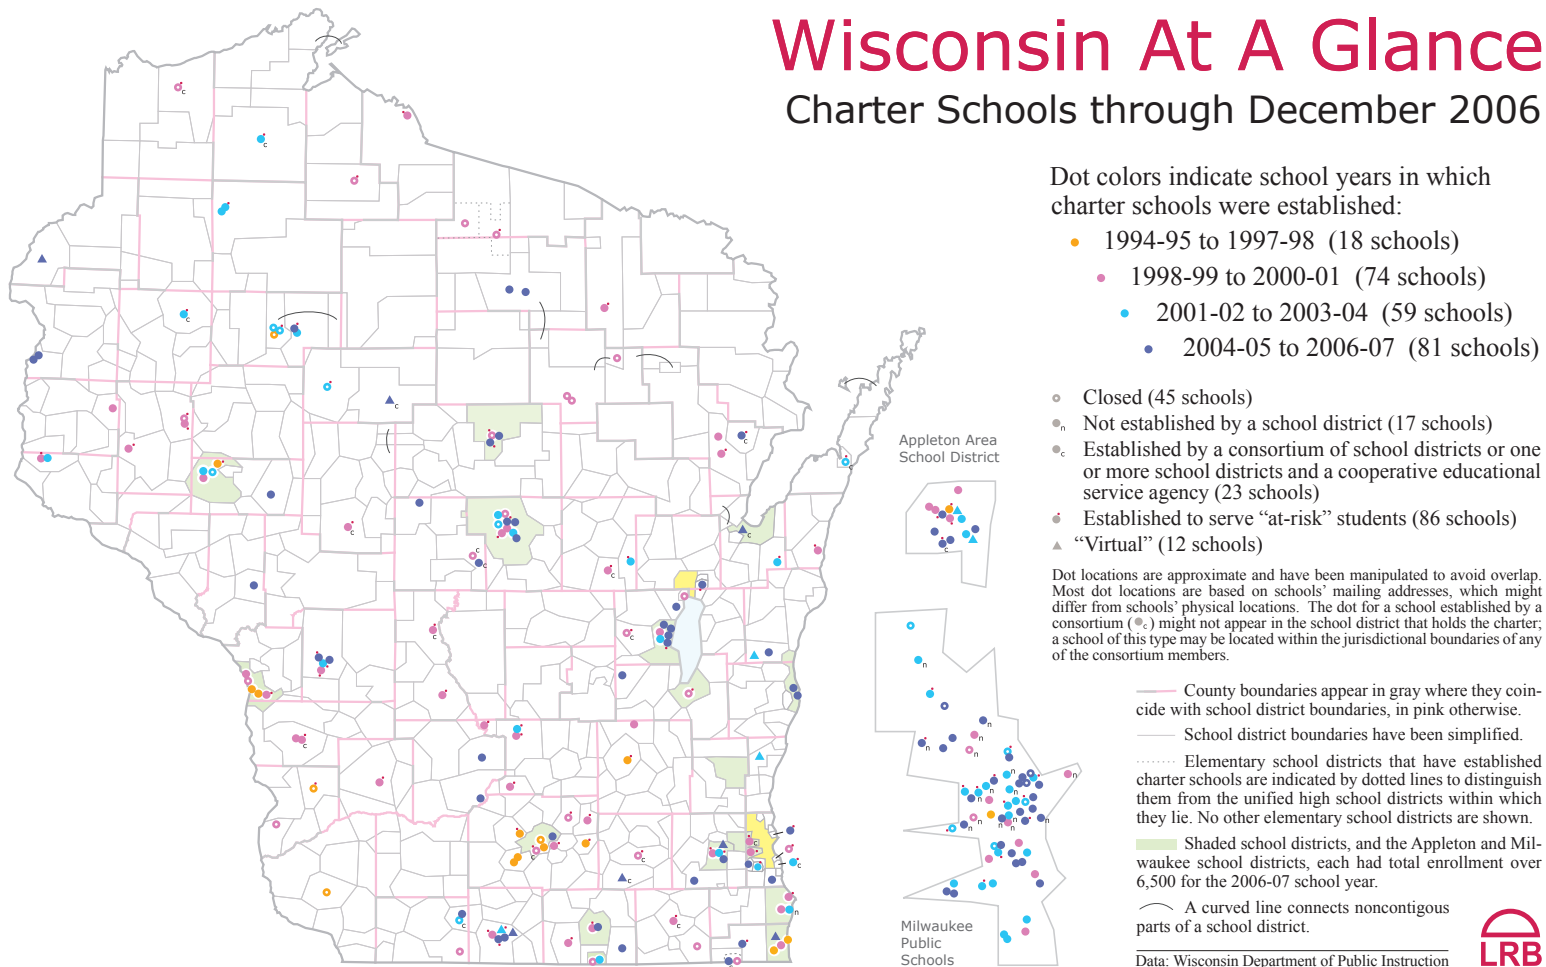 Wisconsin At A Glance
Charter Schools through December 2006
Dot colors indicate school years in which
charter schools were established:
1994-95 to 1997-98 (18 schools)
1998-99 to 2000-01 (74 schools)
2001-02 to 2003-04 (59 schools)
2004-05 to 2006-07 (81 schools)
Closed (45 schools)
n Not established by a school district (17 schools)
c Established by a consortium of school districts or one
or more school districts and a cooperative educational
service agency (23 schools)
Established to serve “at-risk” students (86 schools)
“Virtual” (12 schools)
Dot locations are approximate and have been manipulated to avoid overlap.
Most dot locations are based on schools’ mailing addresses, which might
differ from schools’ physical locations. The dot for a school established by a
consortium (c) might not appear in the school district that holds the charter;
a school of this type may be located within the jurisdictional boundaries of any
of the consortium members.
County boundaries appear in gray where they coin-
cide with school district boundaries, in pink otherwise.
School district boundaries have been simplified.
Elementary school districts that have established
charter schools are indicated by dotted lines to distinguish
them from the unified high school districts within which
they lie. No other elementary school districts are shown.
Shaded school districts, and the Appleton and Mil-
waukee school districts, each had total enrollment over
6,500 for the 2006-07 school year.
A curved line connects noncontigous
parts of a school district.
Data: Wisconsin Department of Public Instruction
LRB
Appleton Area
School District
Milwaukee
Public
Schools